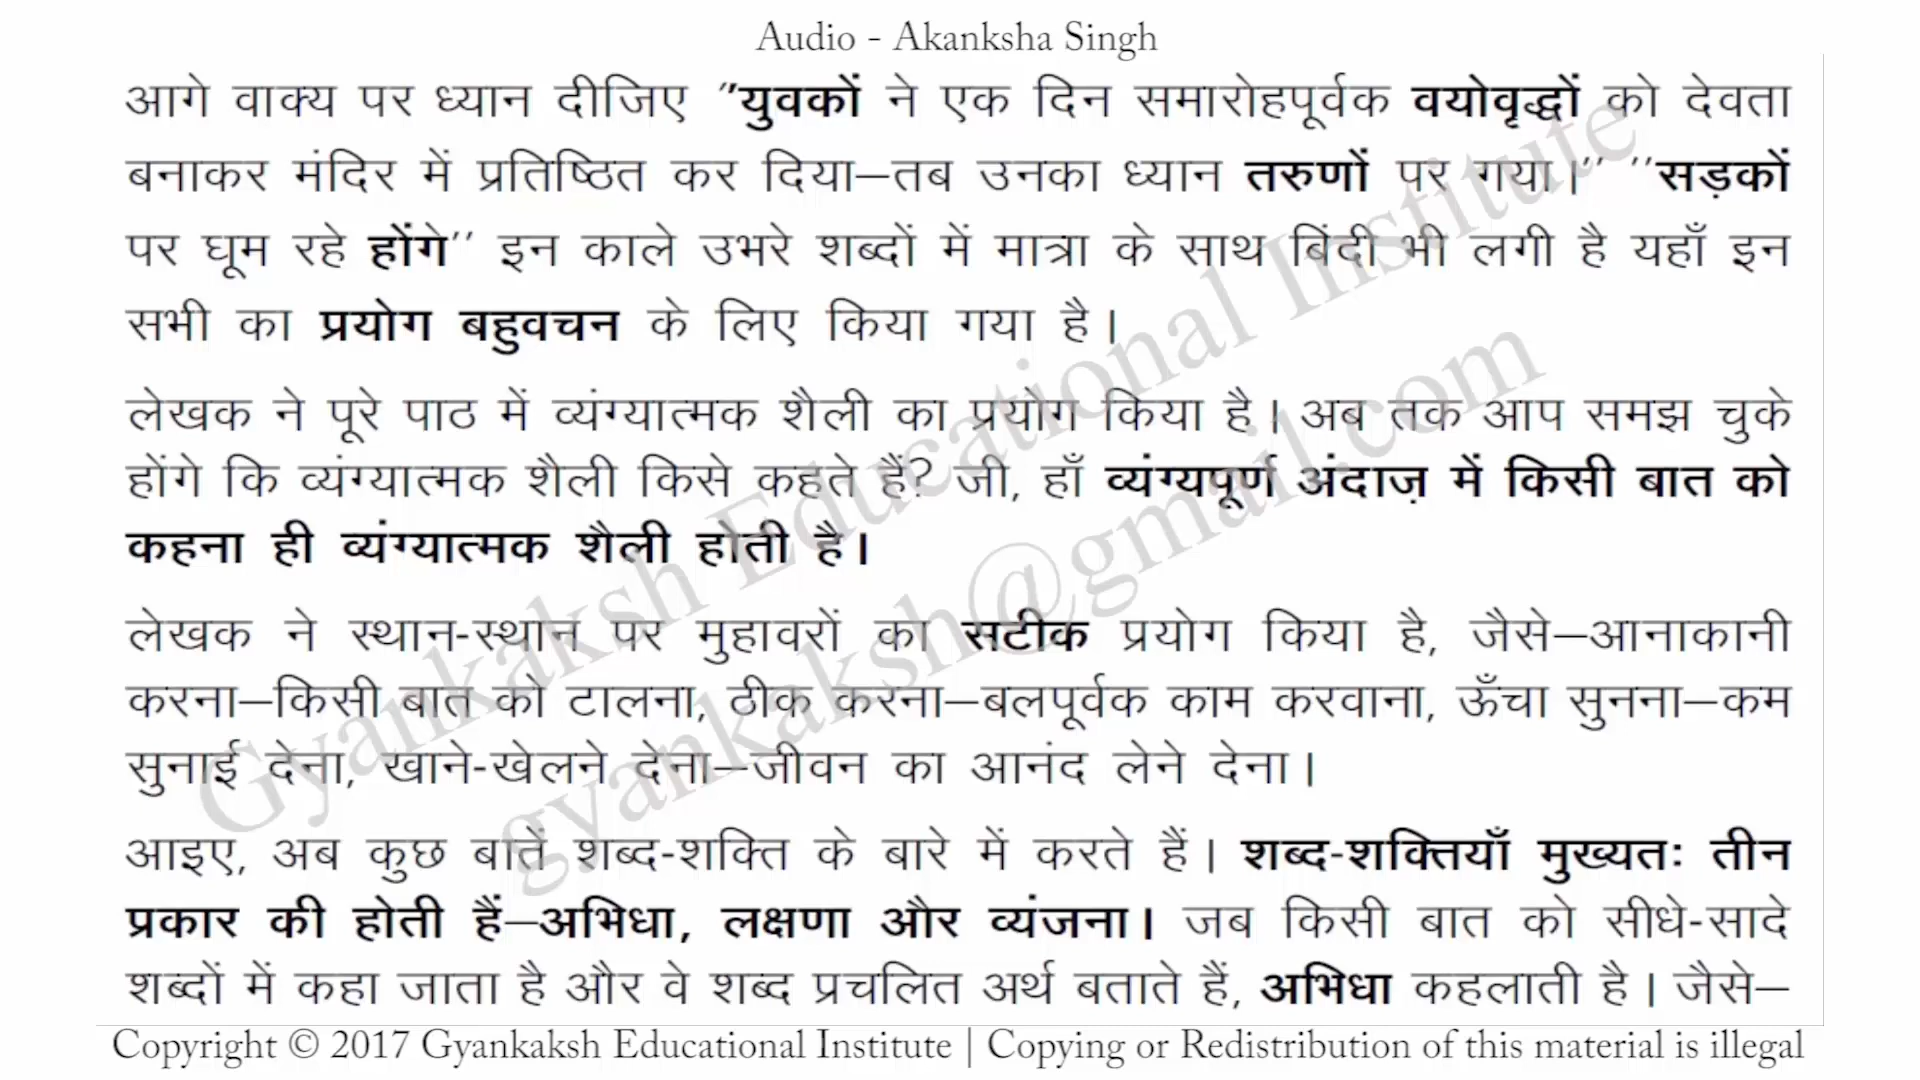 Audio - Akanksha Singh
आगे वाक्य पर ध्यान दीजिए ''युवकों ने एक दिन समारोहपूर्वक वयोवृद्धों को देवता
बनाकर मंदिर में प्रतिष्ठित कर दिया—तब उनका ध्यान तरुणों पर गया।'' ''सड़कों
पर घूम रहे होंगे'' इन काले उभरे शब्दों में मात्रा के साथ बिंदी भी लगी है यहाँ इन
सभी का प्रयोग बहुवचन के लिए किया गया है।
लेखक ने पूरे पाठ में व्यंग्यात्मक शैली का प्रयोग किया है। अब तक आप समझ चुके
होंगे कि व्यंग्यात्मक शैली किसे कहते हैं? जी, हाँ व्यंग्यपूर्ण अंदाज़ में किसी बात को
कहना ही व्यंग्यात्मक शैली होती है।
लेखक ने स्थान-स्थान पर मुहावरों का सटीक प्रयोग किया है, जैसे—आनाकानी
करना—किसी बात को टालना, ठीक करना—बलपूर्वक काम करवाना, ऊँचा सुनना—कम
सुनाई देना, खाने-खेलने देना—जीवन का आनंद लेने देना।
आइए, अब कुछ बातें शब्द-शक्ति के बारे में करते हैं। शब्द-शक्तियाँ मुख्यतः तीन
प्रकार की होती हैं—अभिधा, लक्षणा और व्यंजना। जब किसी बात को सीधे-सादे
शब्दों में कहा जाता है और वे शब्द प्रचलित अर्थ बताते हैं, अभिधा कहलाती है। जैसे—
Gyankaksh Educational Institute
gyankaksh@gmail.com
Copyright © 2017 Gyankaksh Educational Institute | Copying or Redistribution of this material is illegal